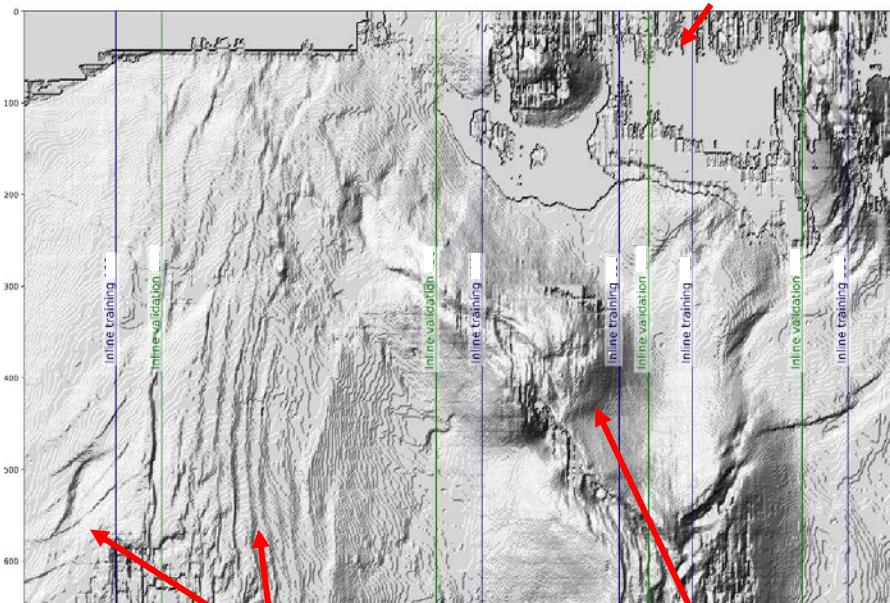 0
100
200
300
400
500
600
Inline training
Inline validation
Inline validation
Inline training
Inline training
Inline validation
Inline training
Inline validation
Inline training